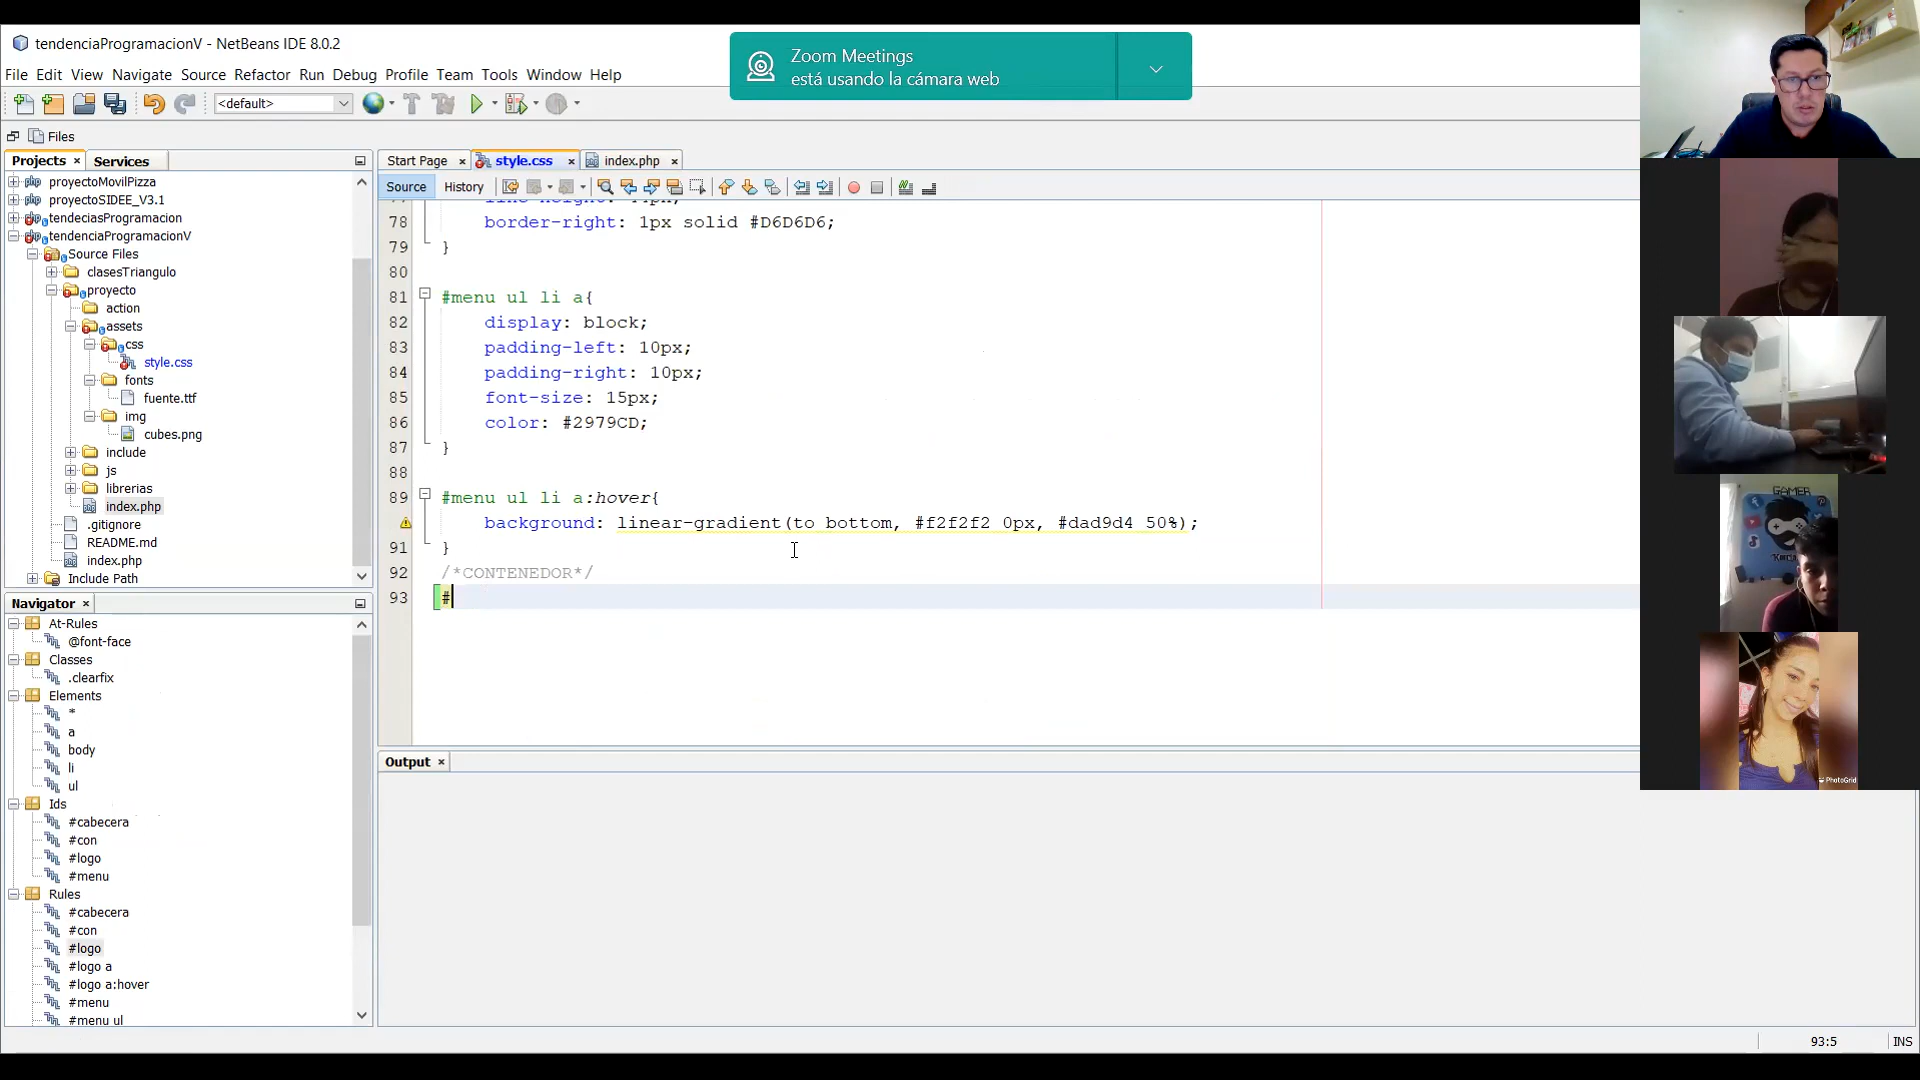 tendenciaProgramacionV - NetBeans IDE 8.0.2
File Edit View Navigate Source Refactor Run Debug Profile Team Tools Window Help
Zoom Meetings
está usando la cámara web
<default>
Files
Projects
Services
proyectoMovilPizza
proyectoSIDEE_V3.1
tendeciasProgramacion
tendenciaProgramacionV
Source Files
clasesTriangulo
proyecto
action
assets
css
style.css
fonts
fuente.ttf
img
cubes.png
include
js
librerias
index.php
.gitignore
README.md
index.php
Include Path
Navigator
At-Rules
@font-face
Classes
.clearfix
Elements
*
a
body
li
ul
Ids
#cabecera
#con
#logo
#menu
Rules
#cabecera
#con
#logo
#logo a
#logo a:hover
#menu
#menu ul
Start Page style.css index.php
Source History
78 border-right: 1px solid #D6D6D6;
79 }
80
81 #menu ul li a{
82 display: block;
83 padding-left: 10px;
84 padding-right: 10px;
85 font-size: 15px;
86 color: #2979CD;
87 }
88
89 #menu ul li a:hover{
background: linear-gradient(to bottom, #f2f2f2 0px, #dad9d4 50%);
91 }
92 /*CONTENEDOR*/
93 #
Output
93:5 INS
GAMER
PhotoGrid